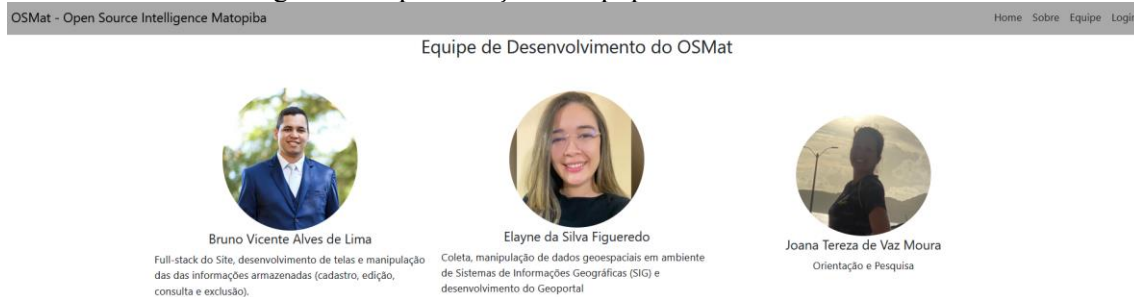 OSMat - Open Source Intelligence Matopiba
Home Sobre Equipe Login
Equipe de Desenvolvimento do OSMat
Bruno Vicente Alves de Lima
Full-stack do Site, desenvolvimento de telas e manipulação
das das informações armazenadas (cadastro, edição,
consulta e exclusão).
Elayne da Silva Figueredo
Coleta, manipulação de dados geoespaciais em ambiente
de Sistemas de Informações Geográficas (SIG) e
desenvolvimento do Geoportal
Joana Tereza de Vaz Moura
Orientação e Pesquisa